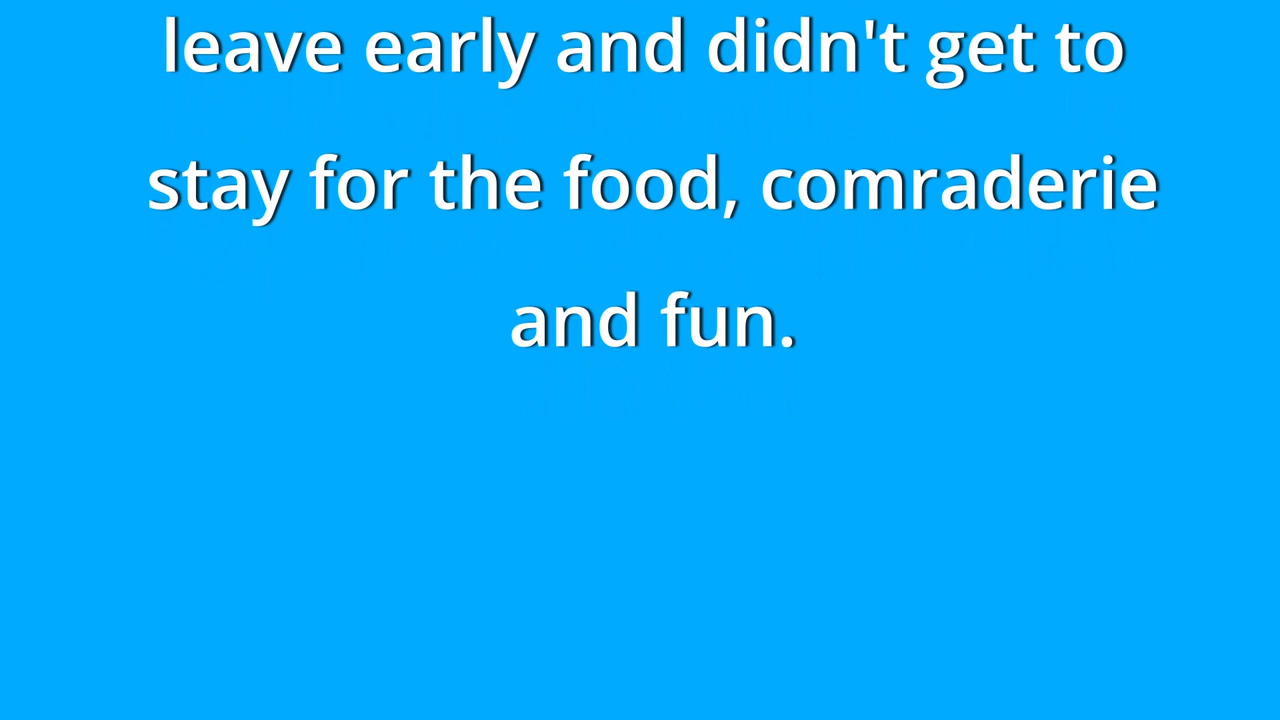 leave early and didn't get to
stay for the food, comraderie
and fun.